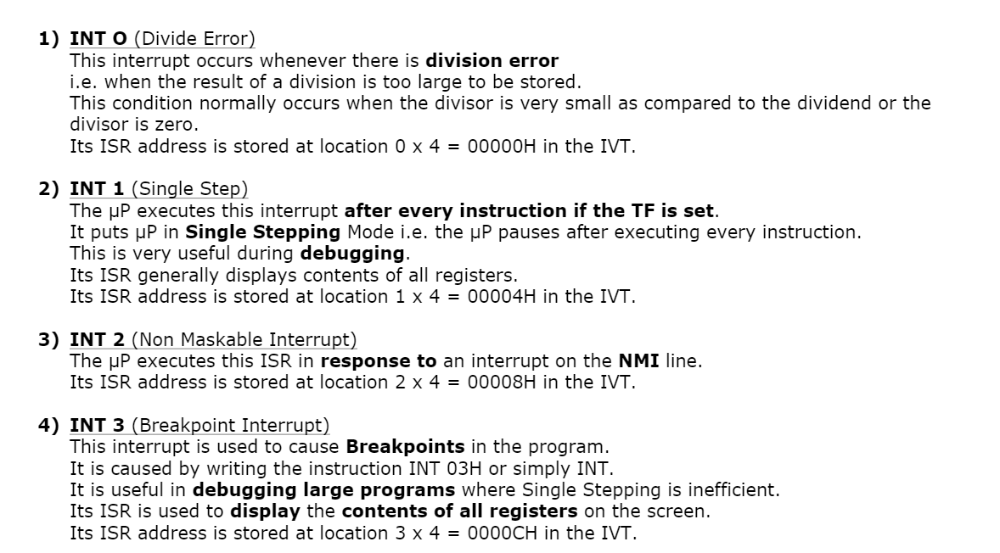 1) INT O (Divide Error)
This interrupt occurs whenever there is division error
i.e. when the result of a division is too large to be stored.
This condition normally occurs when the divisor is very small as compared to the dividend or the
divisor is zero.
Its ISR address is stored at location 0 x 4 = 00000H in the IVT.
2) INT 1 (Single Step)
The µP executes this interrupt after every instruction if the TF is set.
It puts µP in Single Stepping Mode i.e. the µP pauses after executing every instruction.
This is very useful during debugging.
Its ISR generally displays contents of all registers.
Its ISR address is stored at location 1 x 4 = 00004H in the IVT.
3) INT 2 (Non Maskable Interrupt)
The µP executes this ISR in response to an interrupt on the NMI line.
Its ISR address is stored at location 2 x 4 = 00008H in the IVT.
4) INT 3 (Breakpoint Interrupt)
This interrupt is used to cause Breakpoints in the program.
It is caused by writing the instruction INT 03H or simply INT.
It is useful in debugging large programs where Single Stepping is inefficient.
Its ISR is used to display the contents of all registers on the screen.
Its ISR address is stored at location 3 x 4 = 0000CH in the IVT.